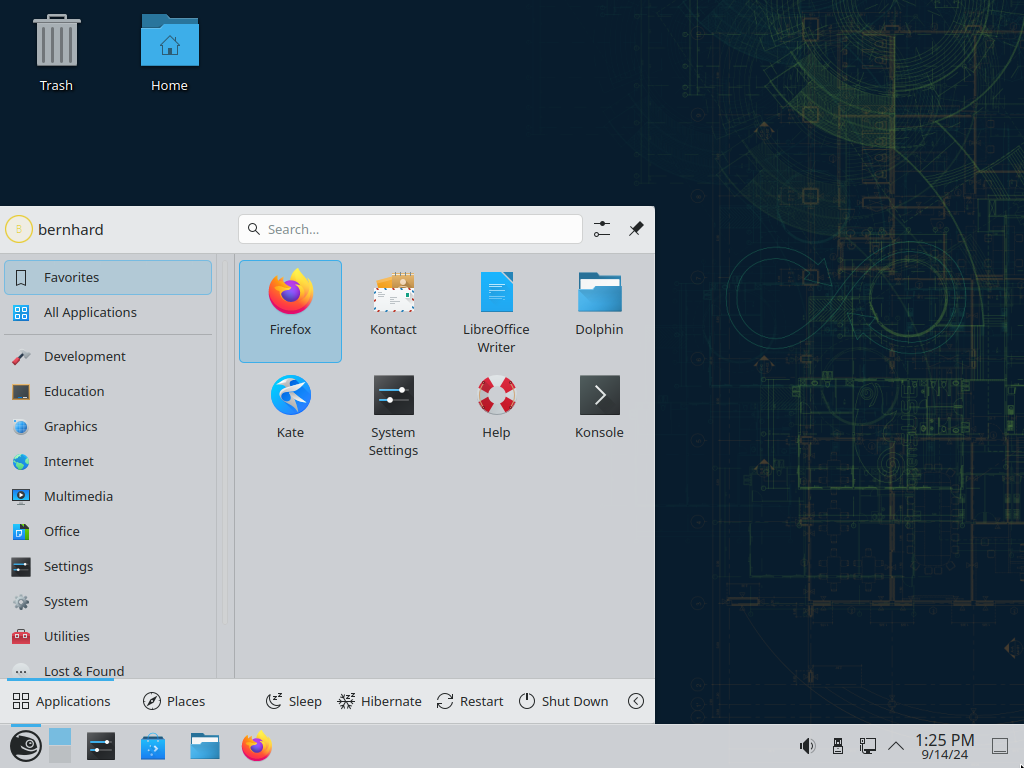 Trash
Home
B
bernhard
Search...
Favorites
All Applications
Development
Education
Graphics
Internet
Multimedia
Office
Settings
System
Utilities
Lost & Found
Firefox
Kontact
LibreOffice
Writer
Dolphin
Kate
System
Settings
Help
Konsole
Applications
Places
Sleep
Hibernate
Restart
Shut Down
1:25 PM
9/14/24